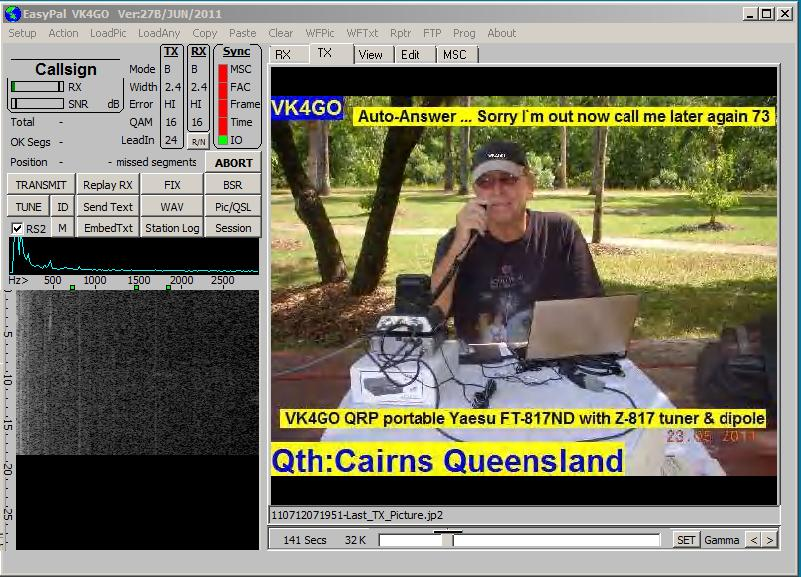 EasyPal VK4GO Ver:27B/JUN/2011
Setup Action LoadPic LoadAny Copy Paste Clear WFPic WFTxt Rptr FTP Prog About
TX RX Sync
Callsign
Mode B B MSC
RX
Width 2.4 2.4 FAC
SNR dB
Error HI HI Frame
Total - QAM 16 16 Time
OK Segs - LeadIn 24 R/N IO
Position - - missed segments ABORT
TRANSMIT Replay RX FIX BSR
TUNE ID Send Text WAV Pic/QSL
RS2 M EmbedTxt Station Log Session
Hz> 500 1000 1500 2000 2500
0
5
10
15
20
25
RX TX View Edit MSC
VK4GO
Auto-Answer ... Sorry I`m out now call me later again 73
VK4GO
VK4GO QRP portable Yaesu FT-817ND with Z-817 tuner & dipole
23.05.2011
Qth:Cairns Queensland
110712071951-Last_TX_Picture.jp2
141 Secs 32 K SET Gamma < >